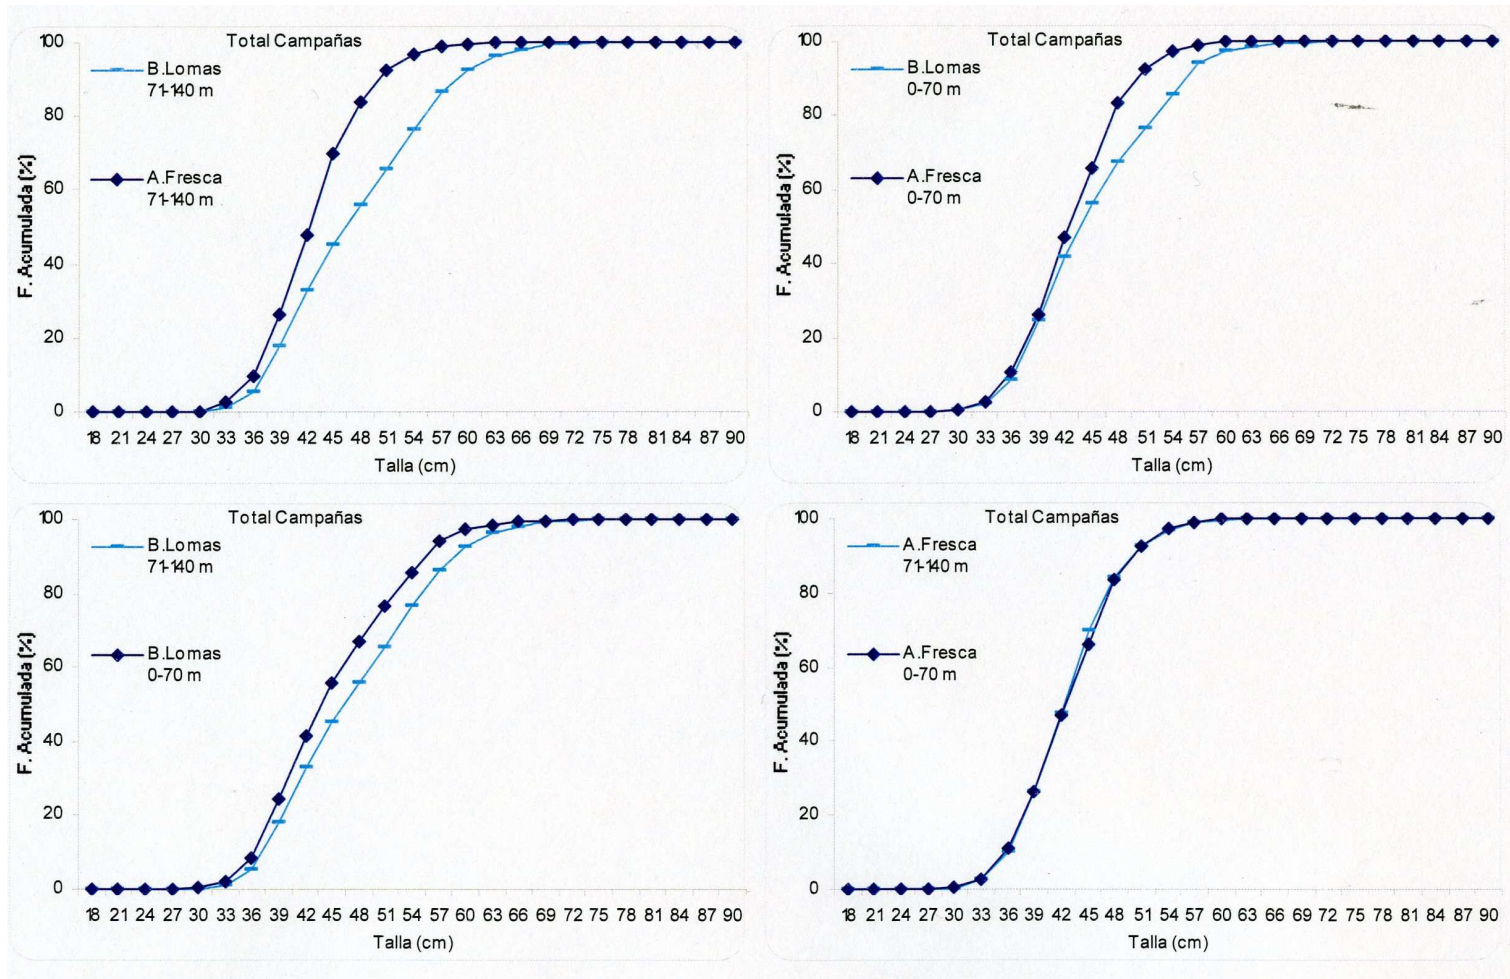 Total Campañas
B.Lomas
71-140 m
A.Fresca
71-140 m
F. Acumulada (%)
100
80
60
40
20
0
18 21 24 27 30 33 36 39 42 45 48 51 54 57 60 63 66 69 72 75 78 81 84 87 90
Talla (cm)
Total Campañas
B.Lomas
0-70 m
A.Fresca
0-70 m
F. Acumulada (%)
100
80
60
40
20
0
18 21 24 27 30 33 36 39 42 45 48 51 54 57 60 63 66 69 72 75 78 81 84 87 90
Talla (cm)
Total Campañas
B.Lomas
71-140 m
B.Lomas
0-70 m
F. Acumulada (%)
100
80
60
40
20
0
18 21 24 27 30 33 36 39 42 45 48 51 54 57 60 63 66 69 72 75 78 81 84 87 90
Talla (cm)
Total Campañas
A.Fresca
71-140 m
A.Fresca
0-70 m
F. Acumulada (%)
100
80
60
40
20
0
18 21 24 27 30 33 36 39 42 45 48 51 54 57 60 63 66 69 72 75 78 81 84 87 90
Talla (cm)